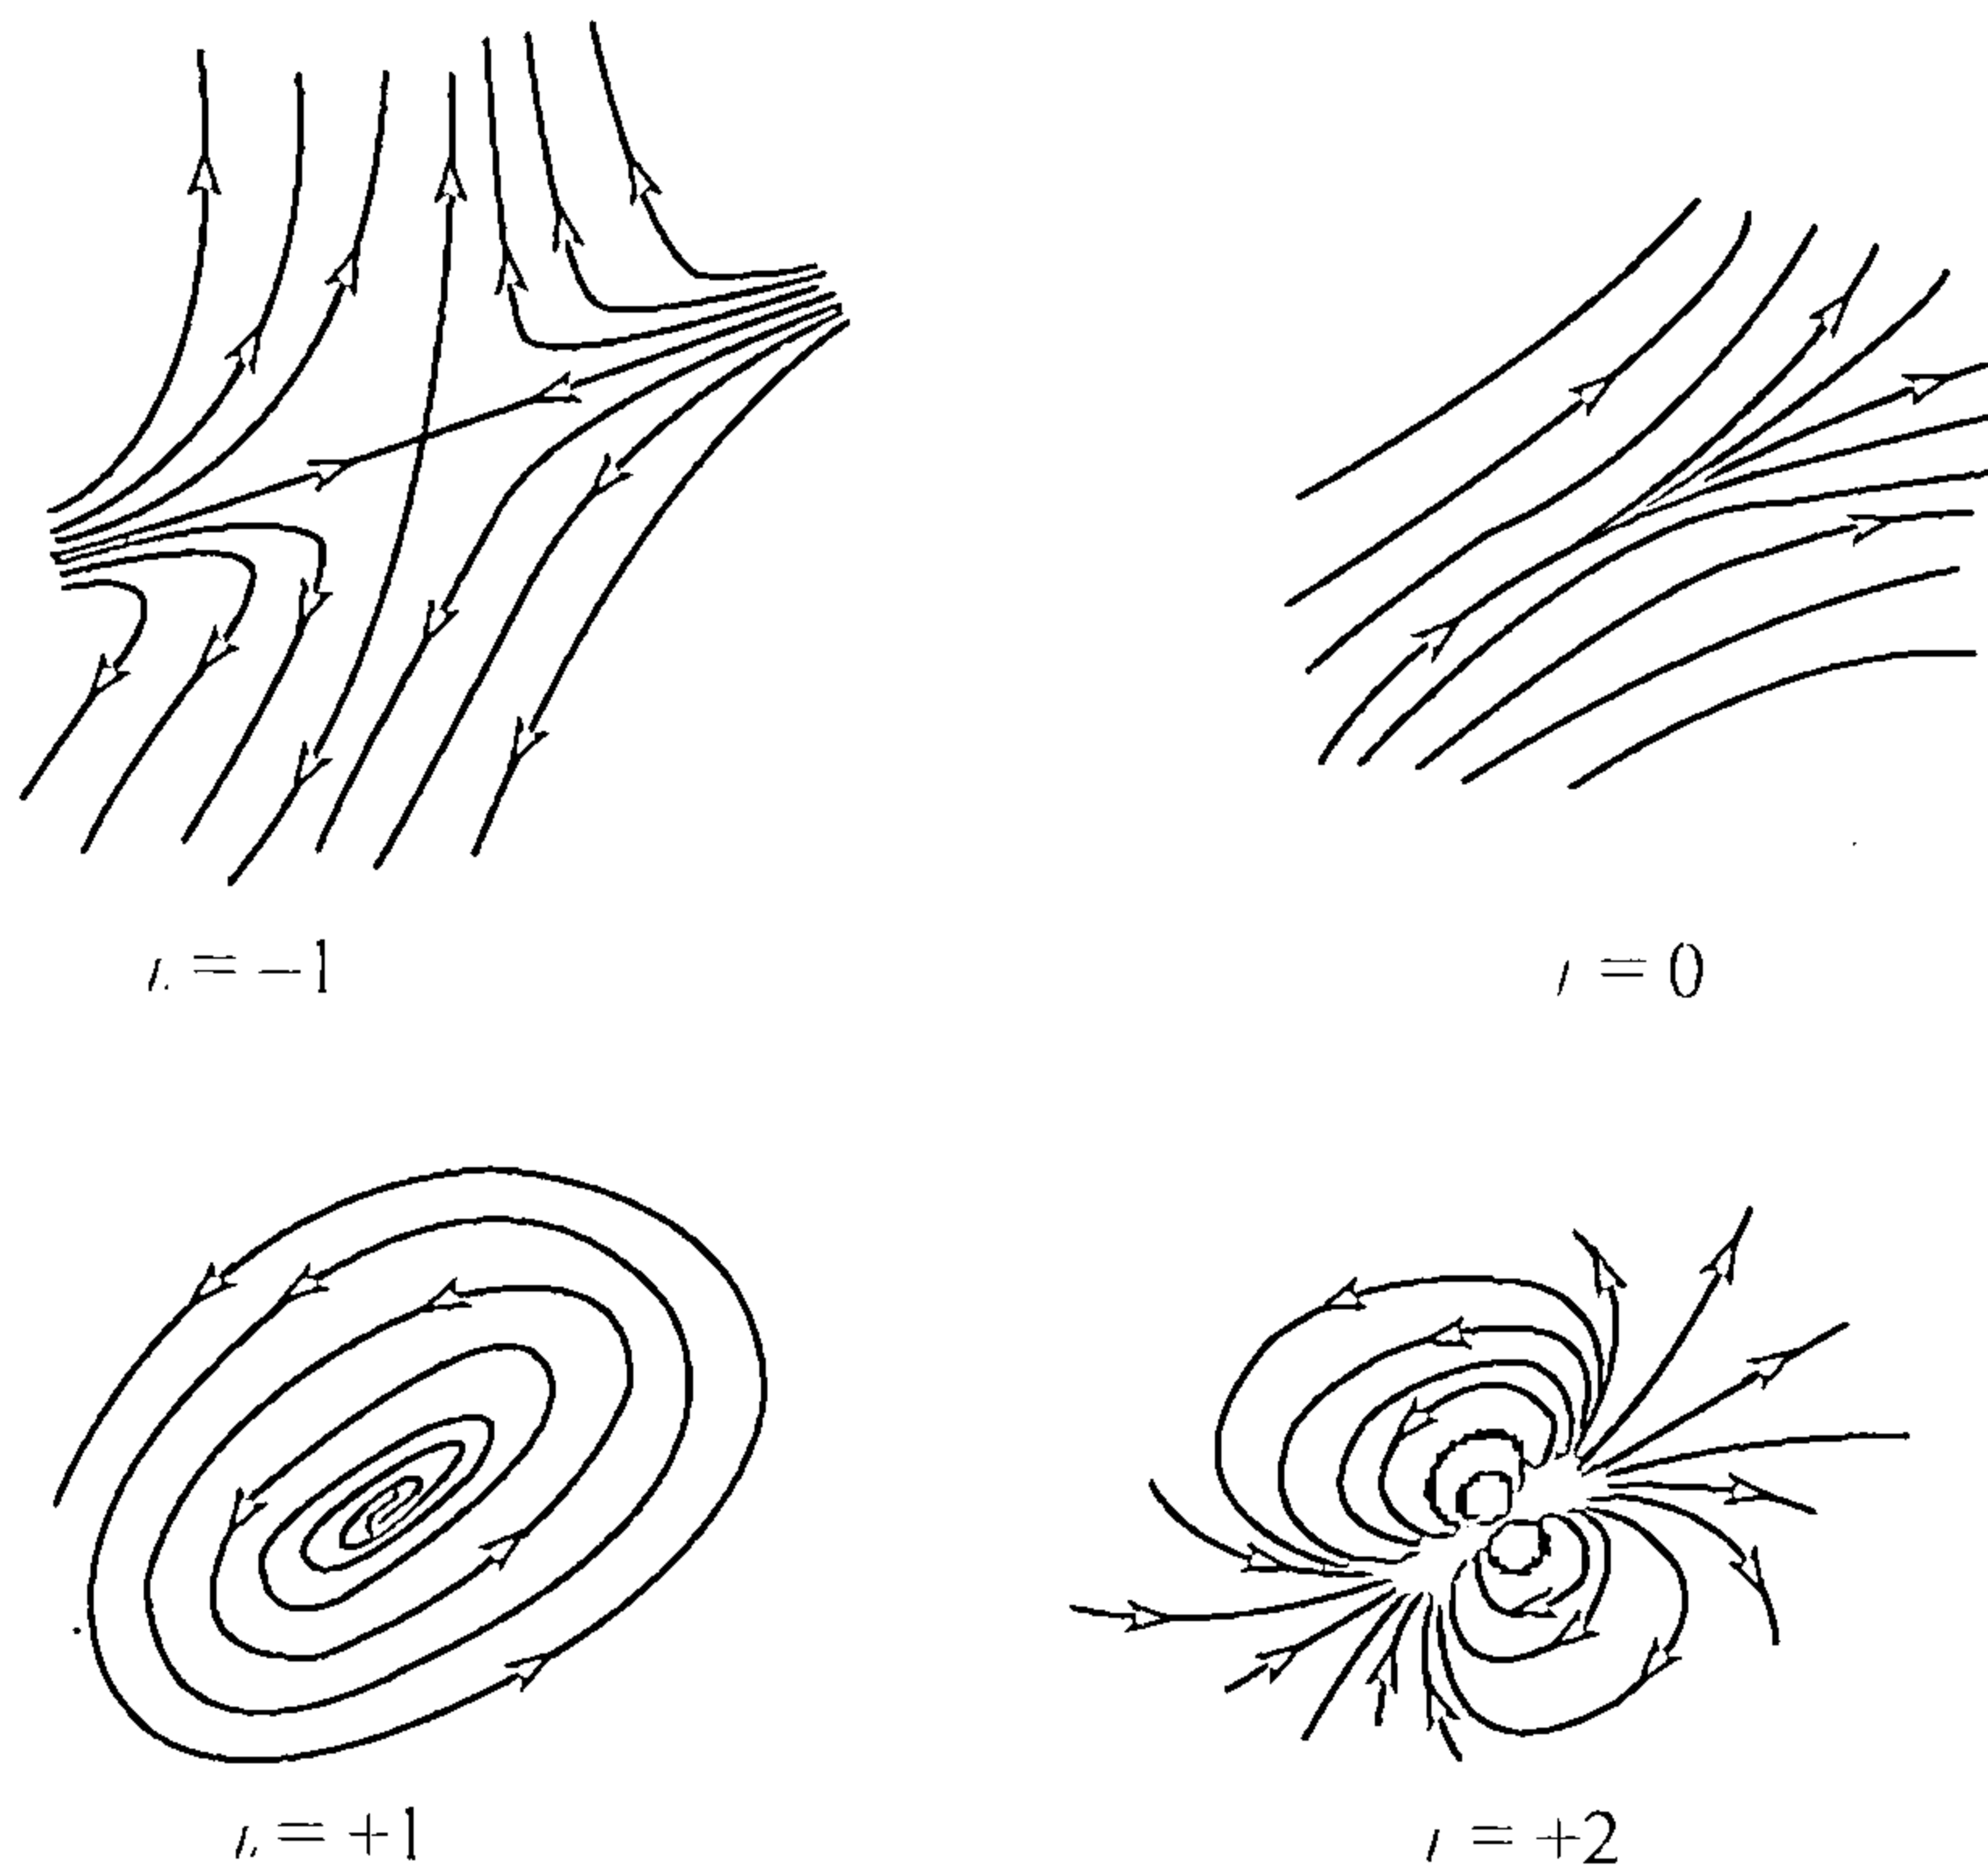 ι = −1
ι = 0
ι = +1
ι = +2